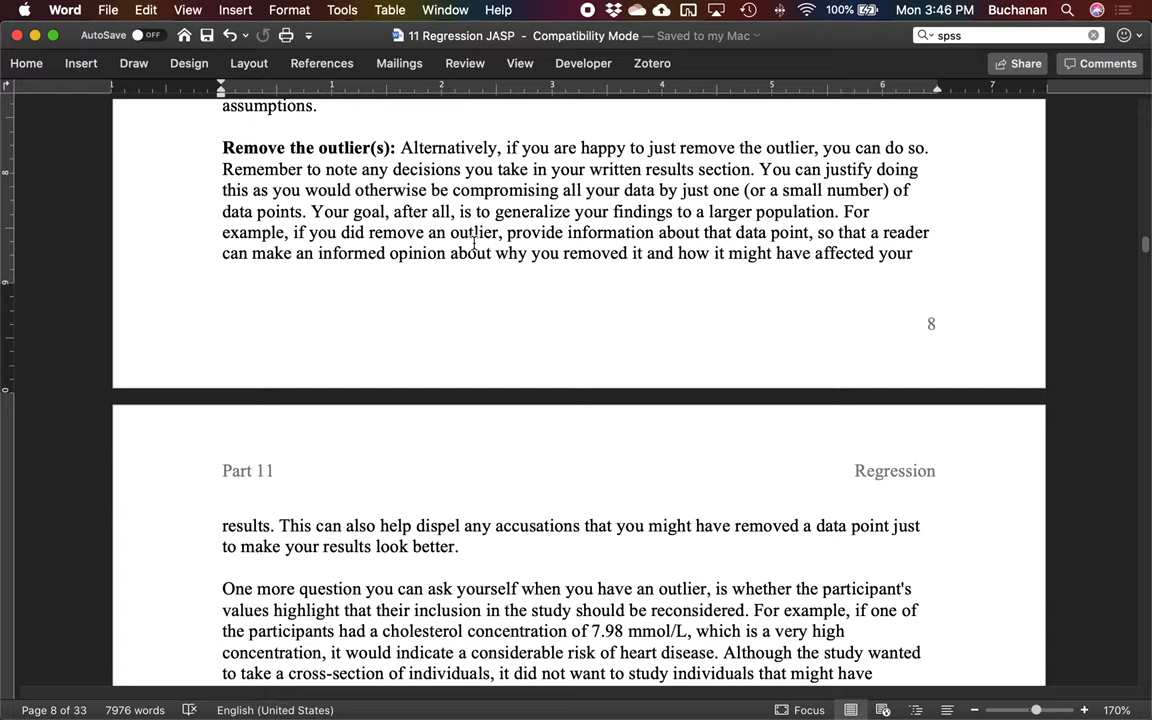 Word File Edit View Insert Format Tools Table Window Help 100% Mon 3:46 PM Buchanan
AutoSave OFF 11 Regression JASP - Compatibility Mode — Saved to my Mac spss
Home Insert Draw Design Layout References Mailings Review View Developer Zotero Share Comments
1 1 2 3 4 5 6 7
assumptions.
Remove the outlier(s): Alternatively, if you are happy to just remove the outlier, you can do so.
Remember to note any decisions you take in your written results section. You can justify doing
this as you would otherwise be compromising all your data by just one (or a small number) of
data points. Your goal, after all, is to generalize your findings to a larger population. For
example, if you did remove an outlier, provide information about that data point, so that a reader
can make an informed opinion about why you removed it and how it might have affected your
8
Part 11 Regression
results. This can also help dispel any accusations that you might have removed a data point just
to make your results look better.
One more question you can ask yourself when you have an outlier, is whether the participant's
values highlight that their inclusion in the study should be reconsidered. For example, if one of
the participants had a cholesterol concentration of 7.98 mmol/L, which is a very high
concentration, it would indicate a considerable risk of heart disease. Although the study wanted
to take a cross-section of individuals, it did not want to study individuals that might have
Page 8 of 33 7976 words English (United States) Focus 170%